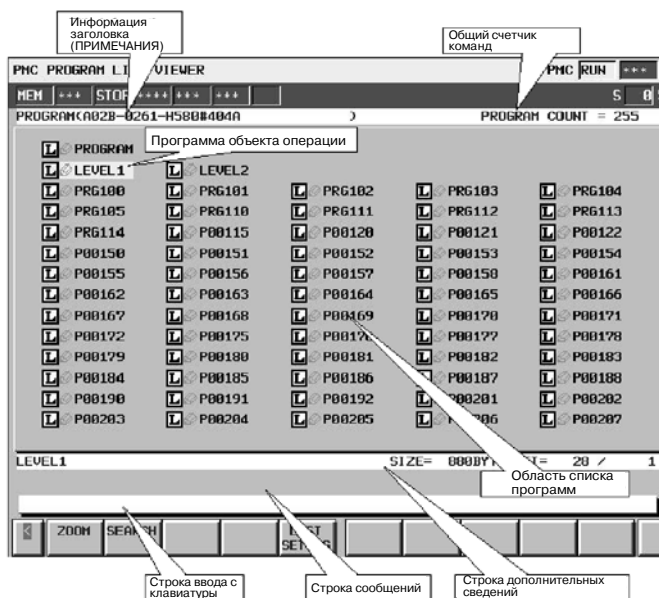 Информация
заголовка
(ПРИМЕЧАНИЯ)
Общий счетчик
команд
PMC PROGRAM LI VIEWER PMC RUN +++
MEM +++ STOP ++++ +++ +++ S 0
PROGRAM(A02B-0261-H580#404A ) PROGRAM COUNT = 255
L PROGRAM
Программа объекта операции
L LEVEL1 L LEVEL2
L PRG100 L PRG101 L PRG102 L PRG103 L PRG104
L PRG105 L PRG110 L PRG111 L PRG112 L PRG113
L PRG114 L P00115 L P00120 L P00121 L P00122
L P00150 L P00151 L P00152 L P00153 L P00154
L P00155 L P00156 L P00157 L P00158 L P00161
L P00162 L P00163 L P00164 L P00165 L P00166
L P00167 L P00168 L P00169 L P00170 L P00171
L P00172 L P00175 L L P00177 L P00178
L P00179 L P00180 L P00181 L P00182 L P00183
L P00184 L P00185 L P00186 L P00187 L P00188
L P00190 L P00191 L P00192 L P00201 L P00202
L P00203 L P00204 L P00205 L L P00207
LEVEL1 SIZE= 28 / 1
Область списка
программ
< ZOOM SEARCH
Строка ввода с
клавиатуры
Строка сообщений
Строка дополнительных
сведений